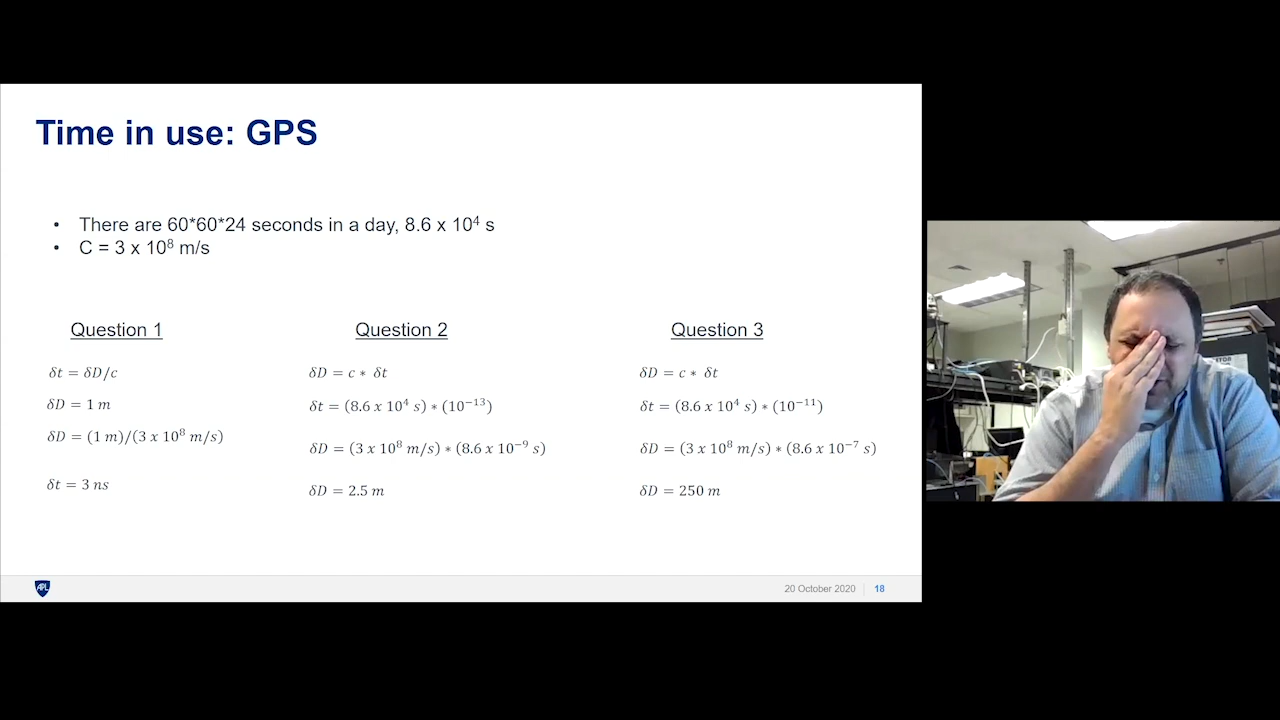 Time in use: GPS
• There are 60*60*24 seconds in a day, 8.6 x 10⁴ s
• C = 3 x 10⁸ m/s
Question 1
δt = δD/c
δD = 1 m
δD = (1 m)/(3 x 10⁸ m/s)
δt = 3 ns
Question 2
δD = c ∗ δt
δt = (8.6 x 10⁴ s) ∗ (10⁻¹³)
δD = (3 x 10⁸ m/s) ∗ (8.6 x 10⁻⁹ s)
δD = 2.5 m
Question 3
δD = c ∗ δt
δt = (8.6 x 10⁴ s) ∗ (10⁻¹¹)
δD = (3 x 10⁸ m/s) ∗ (8.6 x 10⁻⁷ s)
δD = 250 m
APL
20 October 2020 | 18